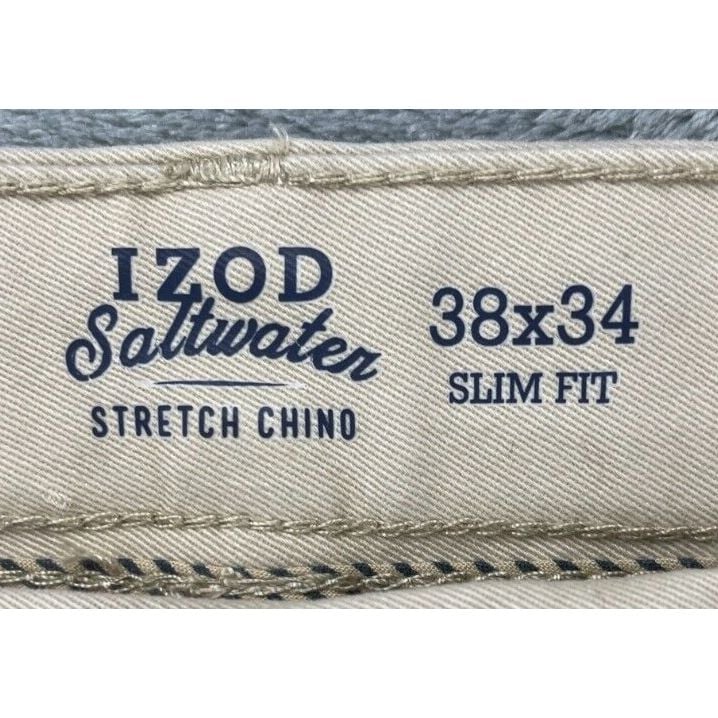 IZOD
Saltwater
STRETCH CHINO
38x34
SLIM FIT